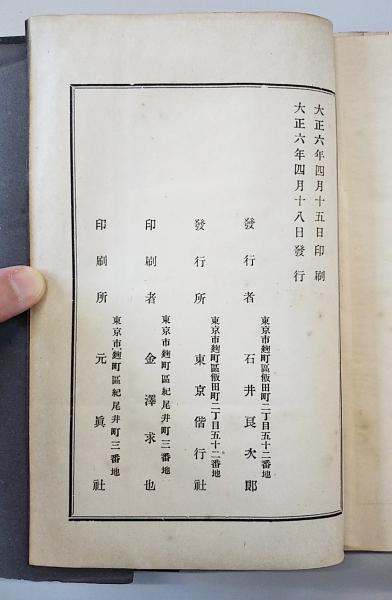 大正六年四月十五日印刷
大正六年四月十八日發行
東京市麹町區飯田町二丁目五十二番地
發行者 石井良次郎
東京市麹町區飯田町二丁目五十二番地
發行所 東京偕行社
東京市麹町區紀尾井町三番地
印刷者 金澤求也
東京市麹町區紀尾井町三番地
印刷所 元眞社